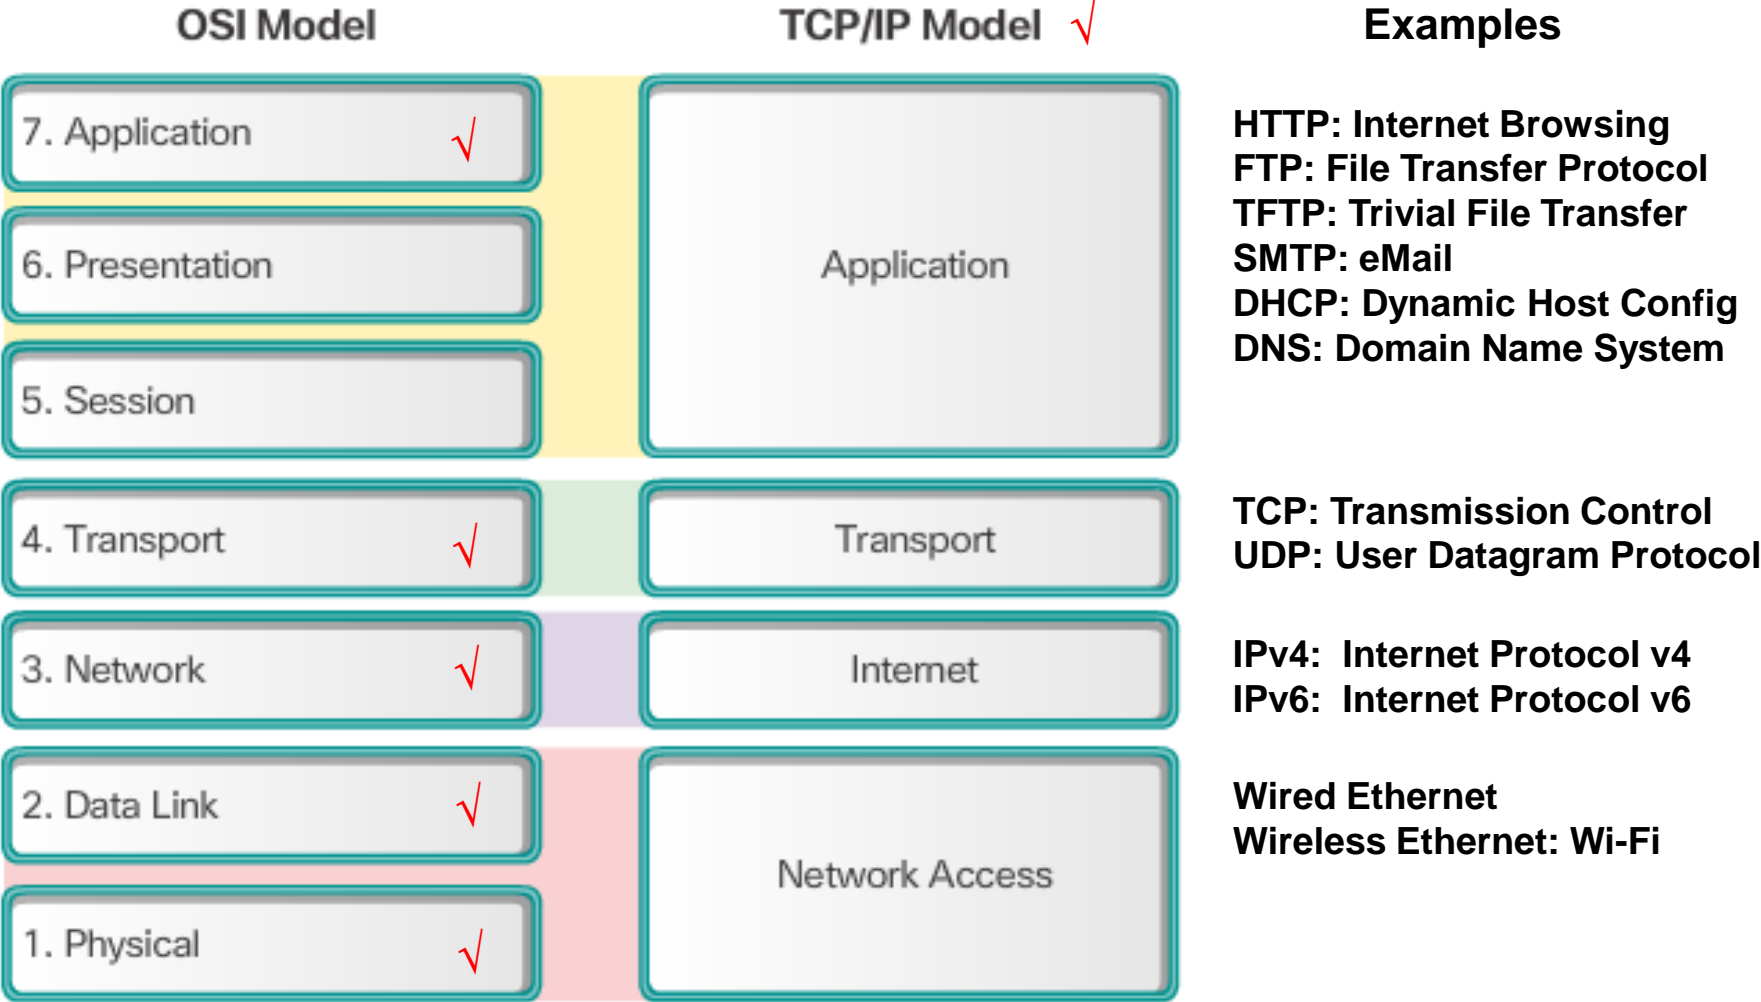 OSI Model
TCP/IP Model √
Examples
7. Application √
6. Presentation
5. Session
Application
HTTP: Internet Browsing
FTP: File Transfer Protocol
TFTP: Trivial File Transfer
SMTP: eMail
DHCP: Dynamic Host Config
DNS: Domain Name System
4. Transport √
Transport
TCP: Transmission Control
UDP: User Datagram Protocol
3. Network √
Internet
IPv4: Internet Protocol v4
IPv6: Internet Protocol v6
2. Data Link √
1. Physical √
Network Access
Wired Ethernet
Wireless Ethernet: Wi-Fi